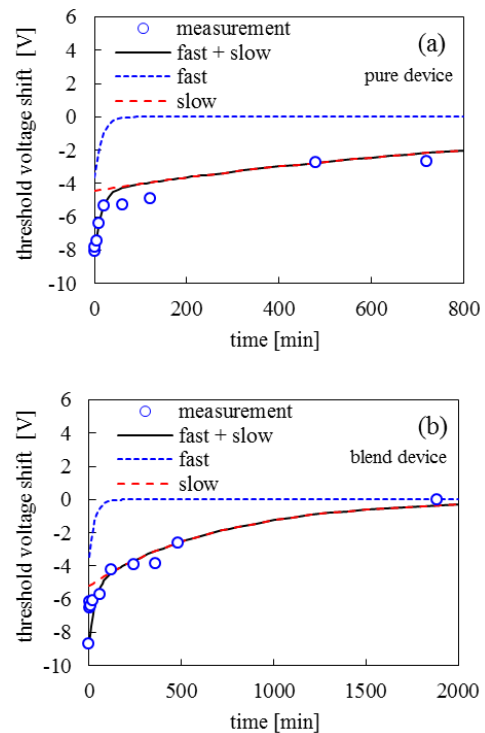 6
4
2
0
-2
-4
-6
-8
-10
threshold voltage shift [V]
measurement
fast + slow
fast
slow
(a)
pure device
0 200 400 600 800
time [min]
6
4
2
0
-2
-4
-6
-8
-10
threshold voltage shift [V]
measurement
fast + slow
fast
slow
(b)
blend device
0 500 1000 1500 2000
time [min]